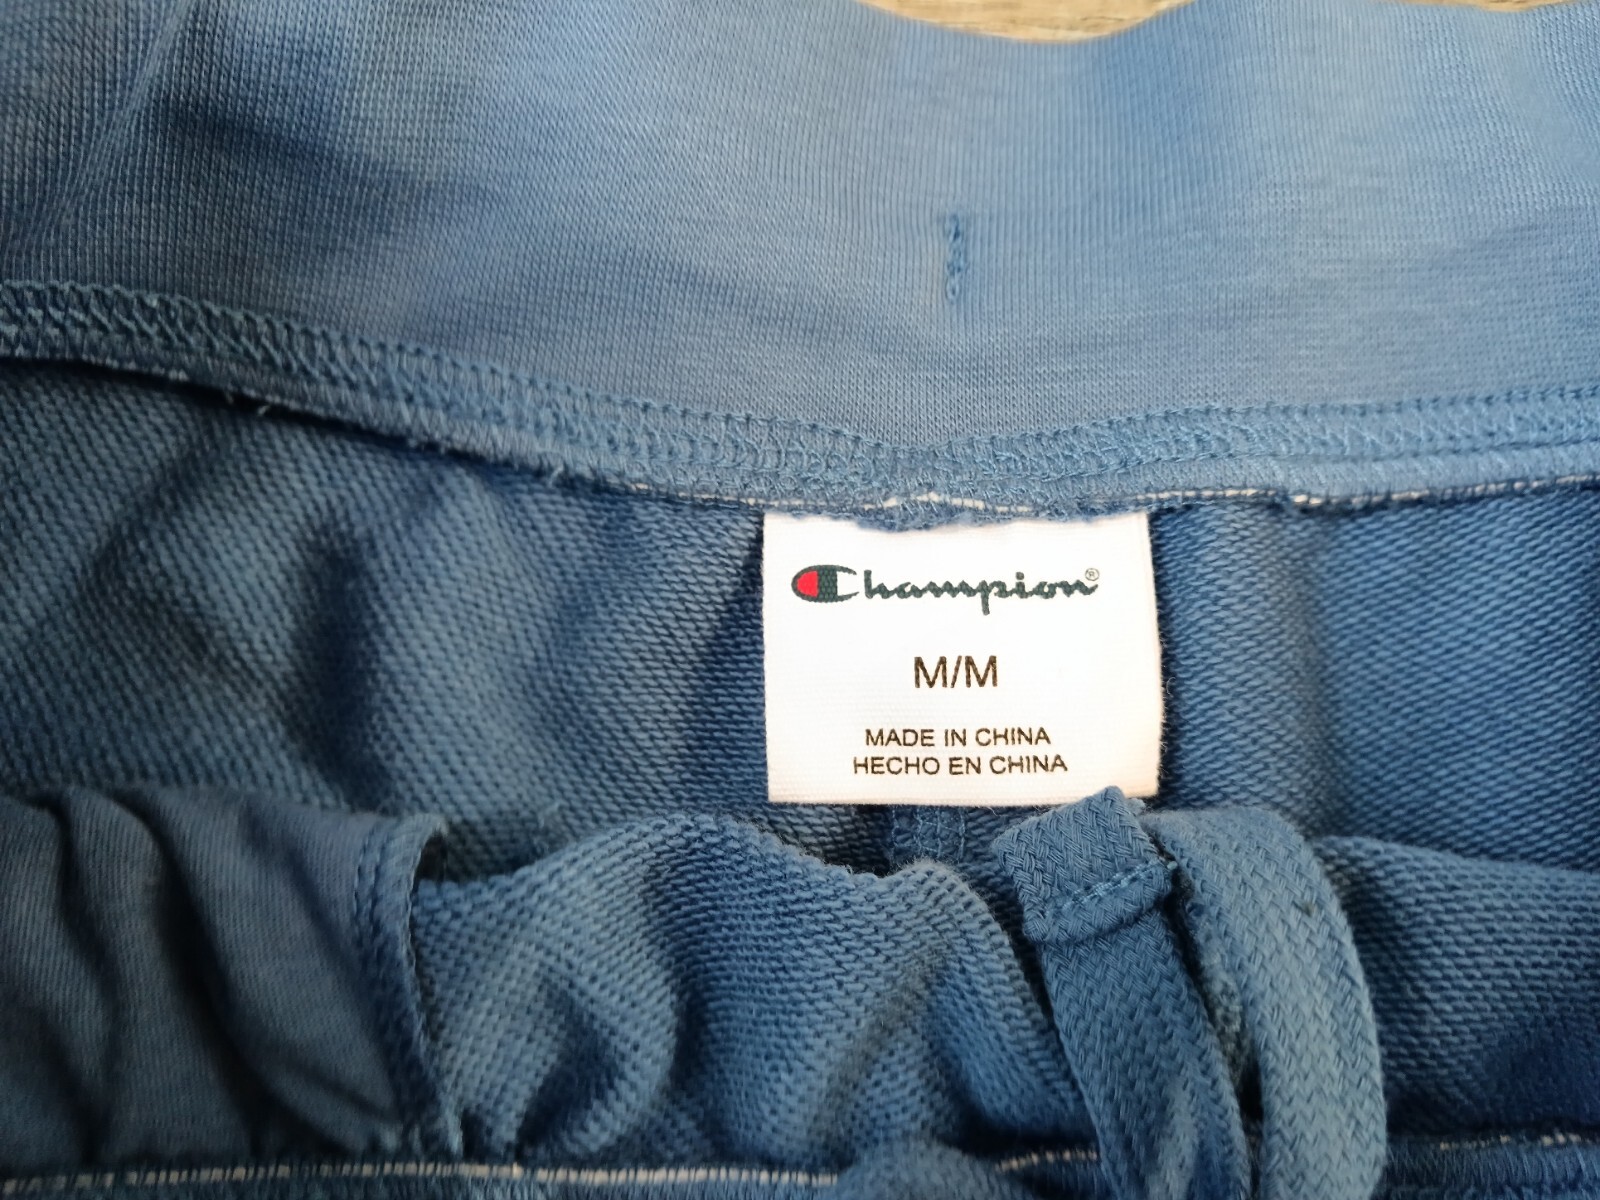 Champion®
M/M
MADE IN CHINA
HECHO EN CHINA